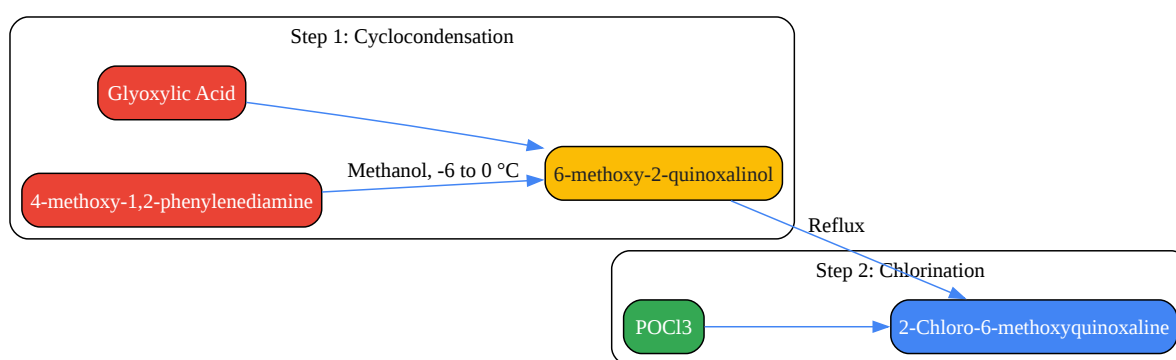 Step 1: Cyclocondensation
Glyoxylic Acid
Methanol, -6 to 0 °C
4-methoxy-1,2-phenylenediamine
6-methoxy-2-quinoxalinol
Reflux
Step 2: Chlorination
POCl3
2-Chloro-6-methoxyquinoxaline